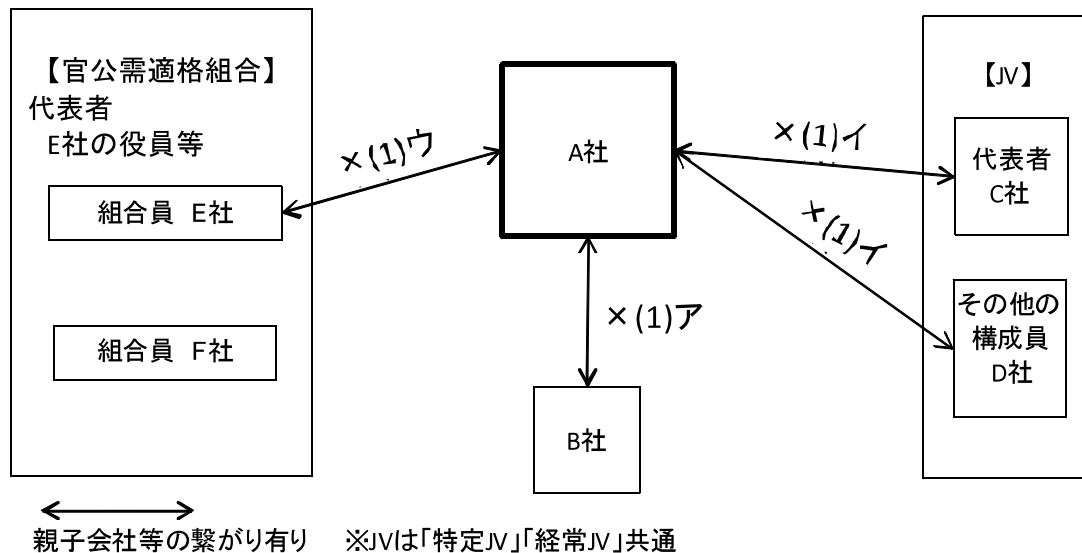 【官公需適格組合】
代表者
E社の役員等
組合員 E社
組合員 F社
×(1)ウ
A社
×(1)ア
B社
×(1)イ
×(1)イ
【JV】
代表者
C社
その他の
構成員
D社
親子会社等の繋がり有り ※JVは「特定JV」「経常JV」共通